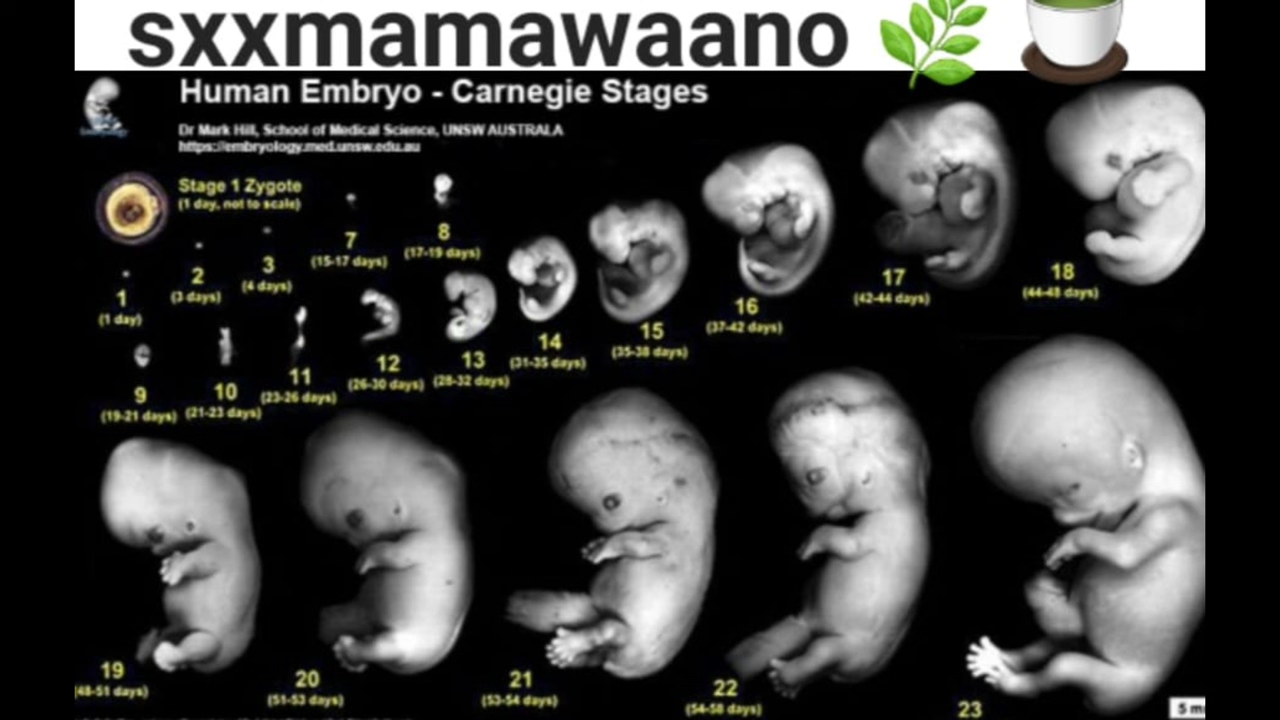 sxxmamawaano
Human Embryo - Carnegie Stages
Dr Mark Hill, School of Medical Science, UNSW AUSTRALIA
https://embryology.med.unsw.edu.au
Stage 1 Zygote
(1 day, not to scale)
1
(1 day)
2
(3 days)
3
(4 days)
7
(15-17 days)
8
(17-19 days)
9
(19-21 days)
10
(21-23 days)
11
(23-26 days)
12
(26-30 days)
13
(28-32 days)
14
(31-35 days)
15
(35-38 days)
16
(37-42 days)
17
(42-44 days)
18
(44-48 days)
19
(48-51 days)
20
(51-53 days)
21
(53-54 days)
22
(54-58 days)
23
5 m